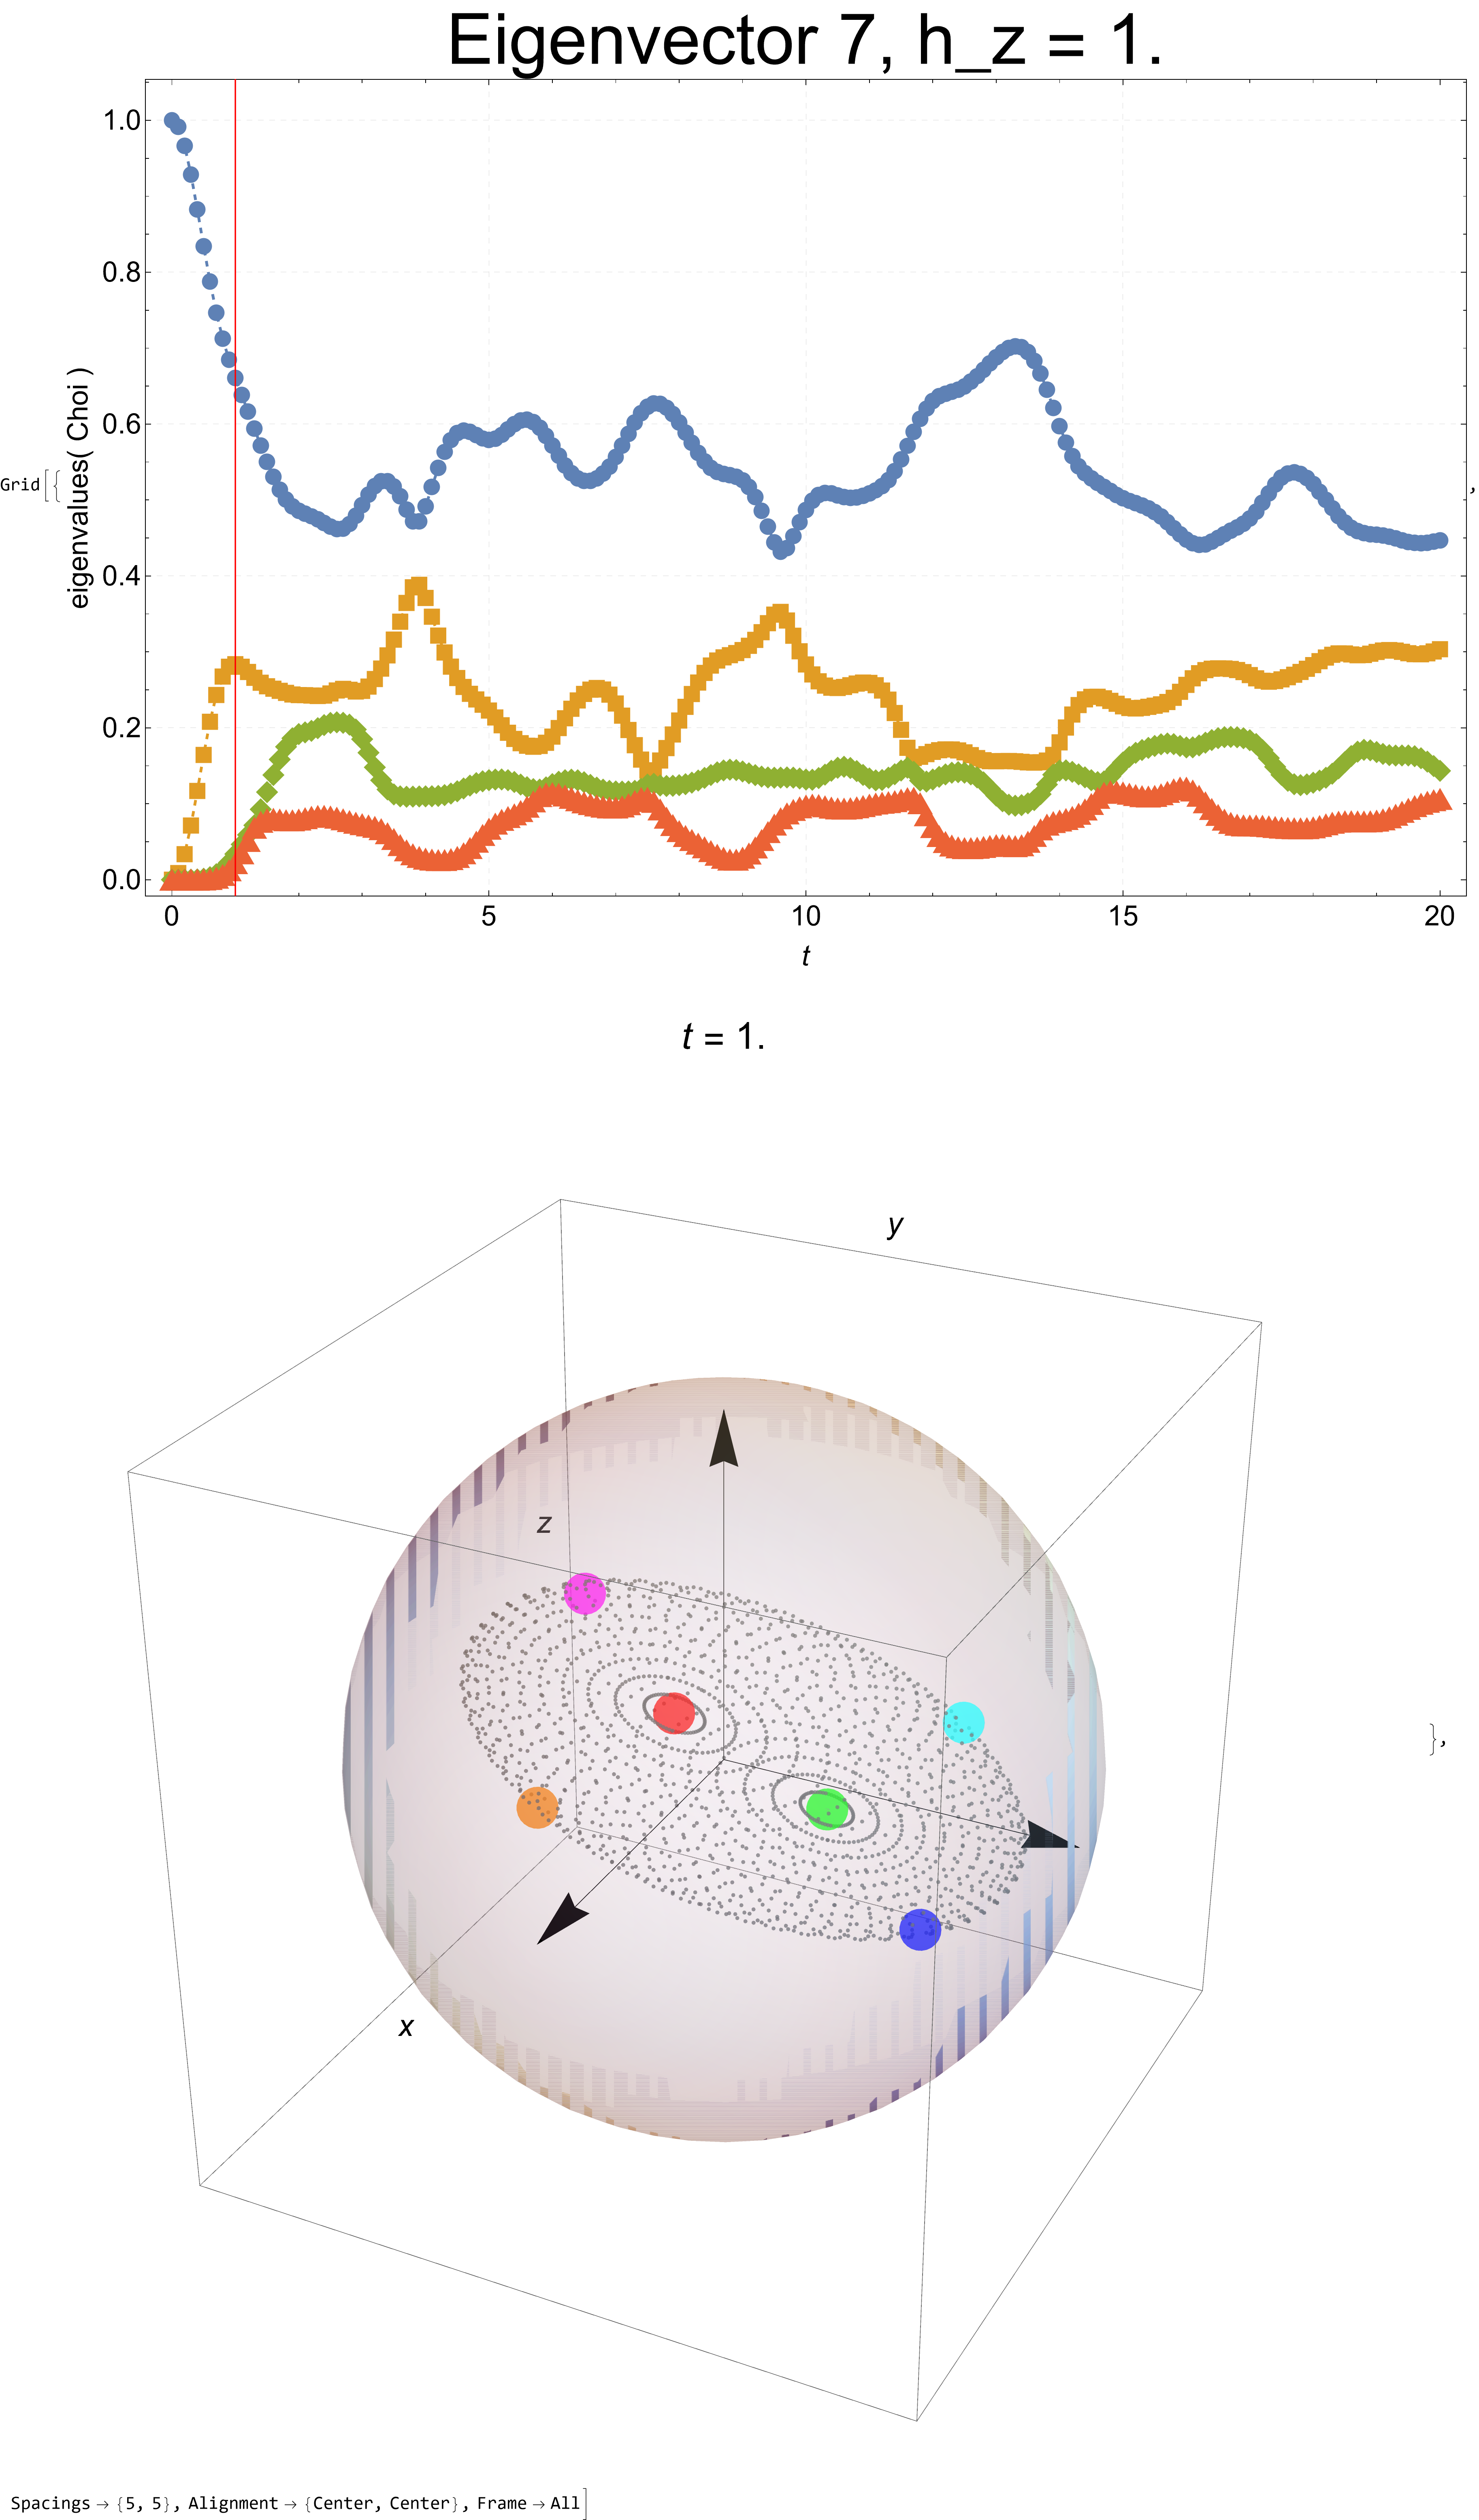 Eigenvector 7, h_z = 1.
1.0
0.8
0.6
0.4
0.2
0.0
eigenvalues( Choi )
Grid[{
,
0 5 10 15 20
t
t = 1.
y
z
x
},
Spacings → {5, 5}, Alignment → {Center, Center}, Frame → All]